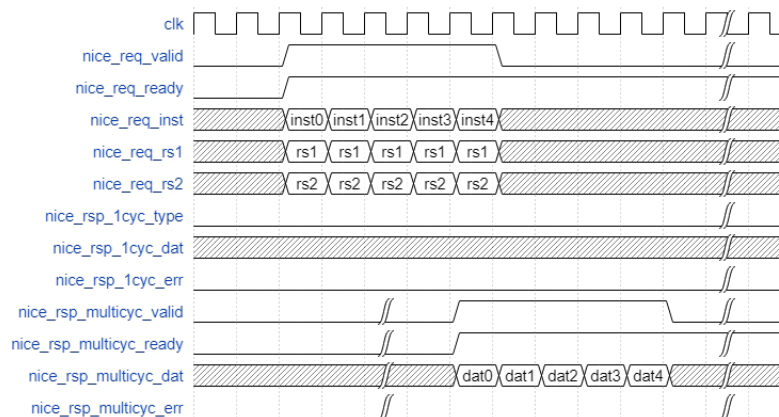 clk
nice_req_valid
nice_req_ready
nice_req_inst inst0 inst1 inst2 inst3 inst4
nice_req_rs1 rs1 rs1 rs1 rs1 rs1
nice_req_rs2 rs2 rs2 rs2 rs2 rs2
nice_rsp_1cyc_type
nice_rsp_1cyc_dat
nice_rsp_1cyc_err
nice_rsp_multicyc_valid
nice_rsp_multicyc_ready
nice_rsp_multicyc_dat dat0 dat1 dat2 dat3 dat4
nice_rsp_multicyc_err